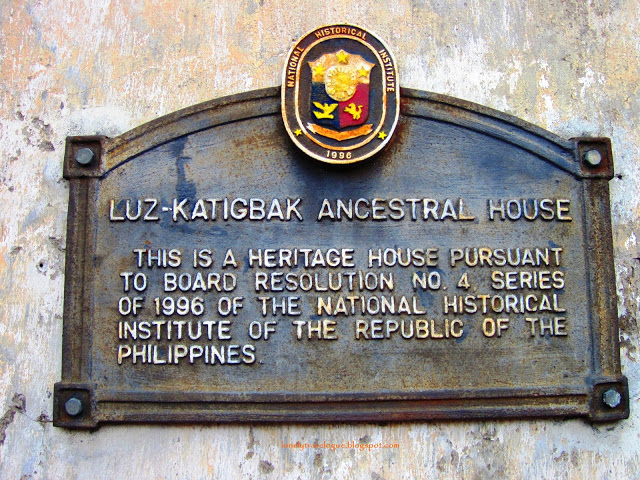 NATIONAL HISTORICAL INSTITUTE
1996
LUZ-KATIGBAK ANCESTRAL HOUSE
THIS IS A HERITAGE HOUSE PURSUANT
TO BOARD RESOLUTION NO. 4 SERIES
OF 1996 OF THE NATIONAL HISTORICAL
INSTITUTE OF THE REPUBLIC OF THE
PHILIPPINES.